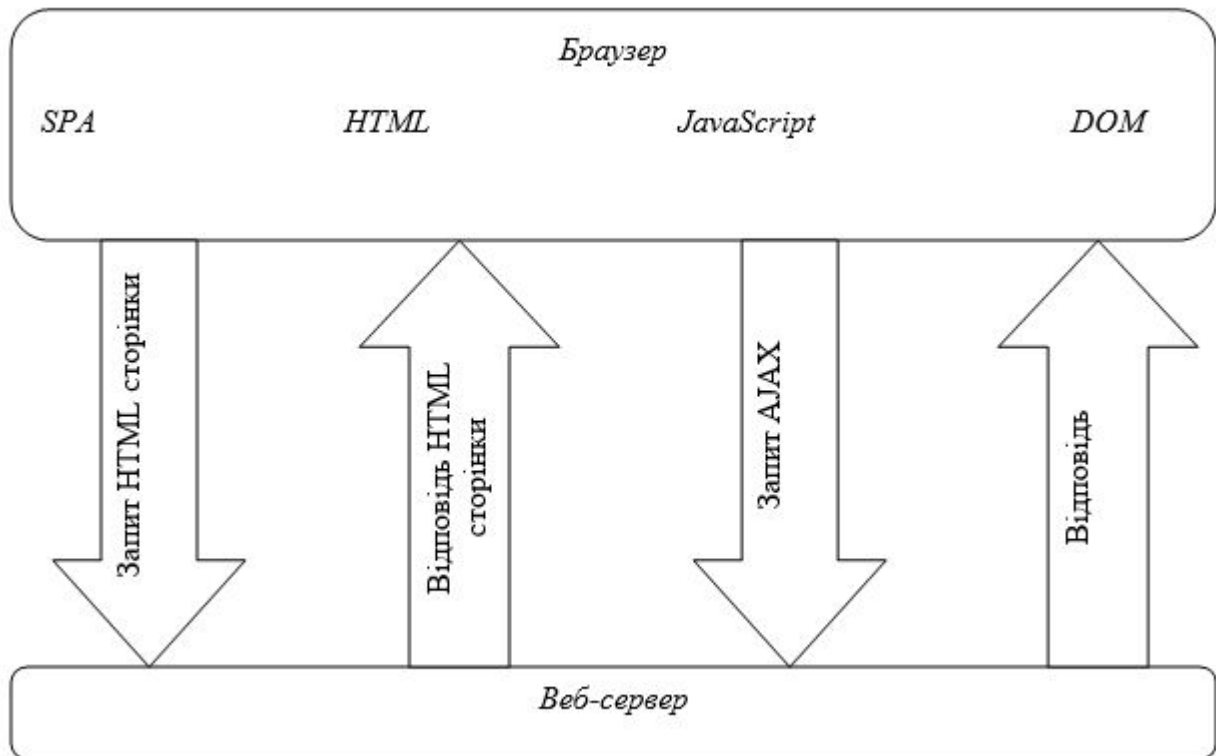 Браузер
SPA
HTML
JavaScript
DOM
Запит HTML сторінки
Відповідь HTML
сторінки
Запит AJAX
Відповідь
Веб-сервер